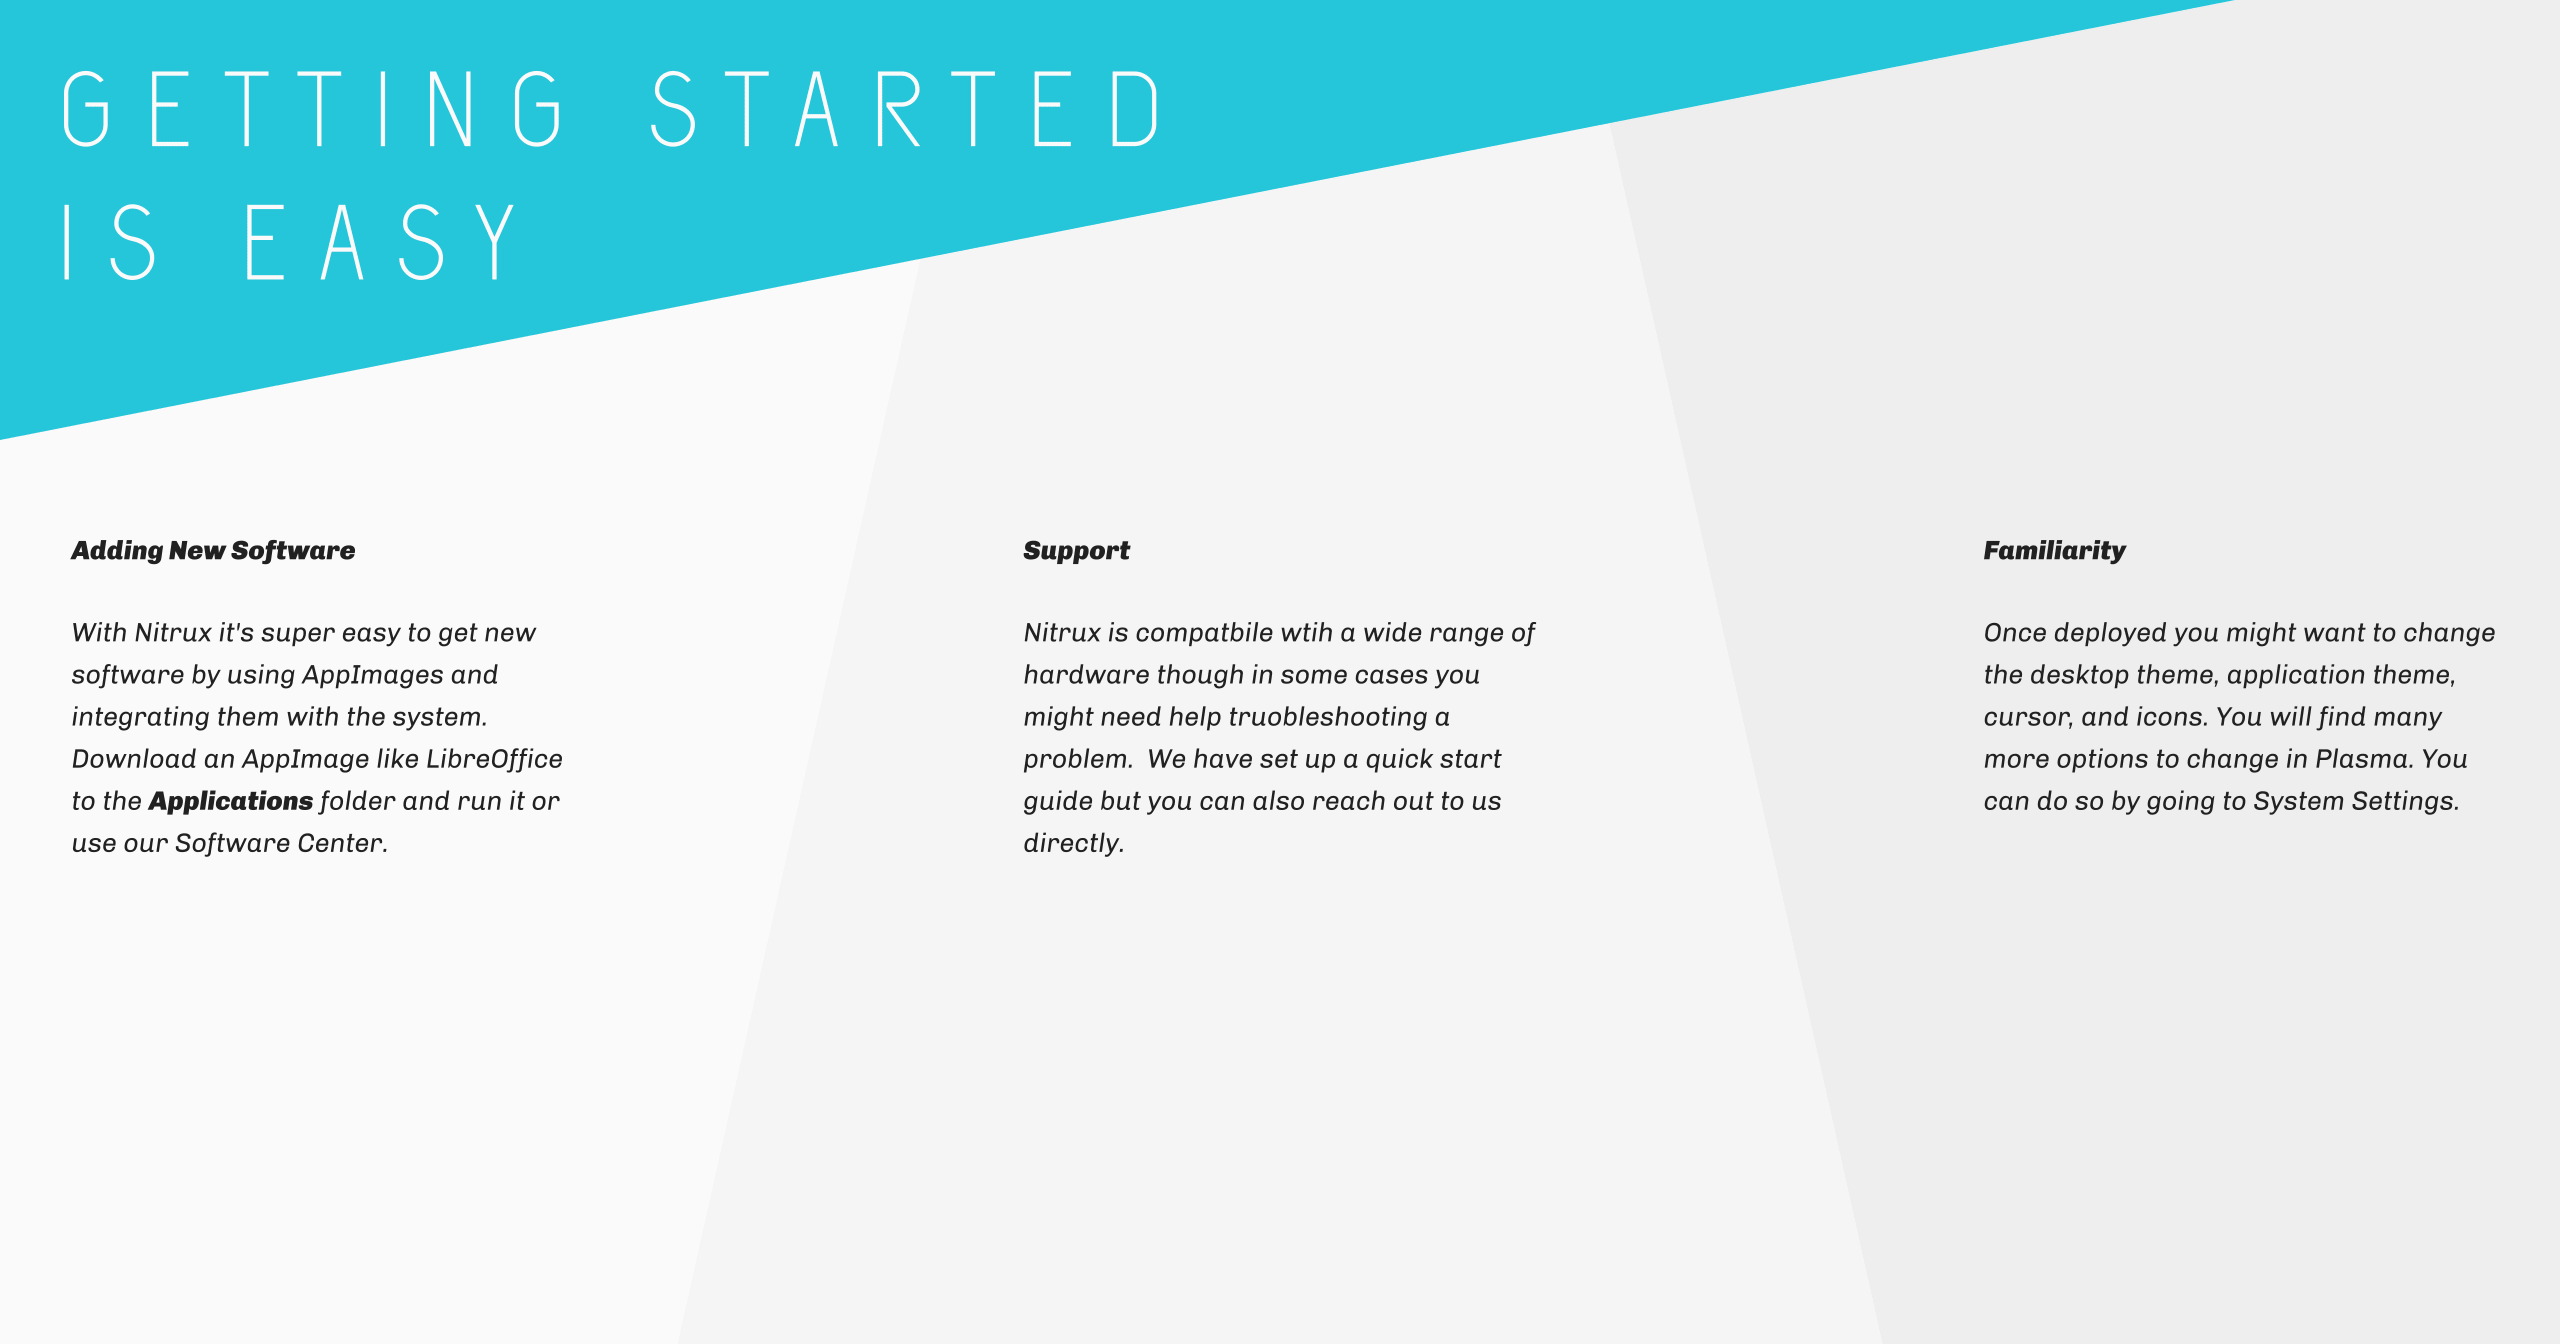 GETTING STARTED
IS EASY
Adding New Software
With Nitrux it's super easy to get new
software by using AppImages and
integrating them with the system.
Download an AppImage like LibreOffice
to the Applications folder and run it or
use our Software Center.
Support
Nitrux is compatbile wtih a wide range of
hardware though in some cases you
might need help truobleshooting a
problem.  We have set up a quick start
guide but you can also reach out to us
directly.
Familiarity
Once deployed you might want to change
the desktop theme, application theme,
cursor, and icons. You will find many
more options to change in Plasma. You
can do so by going to System Settings.